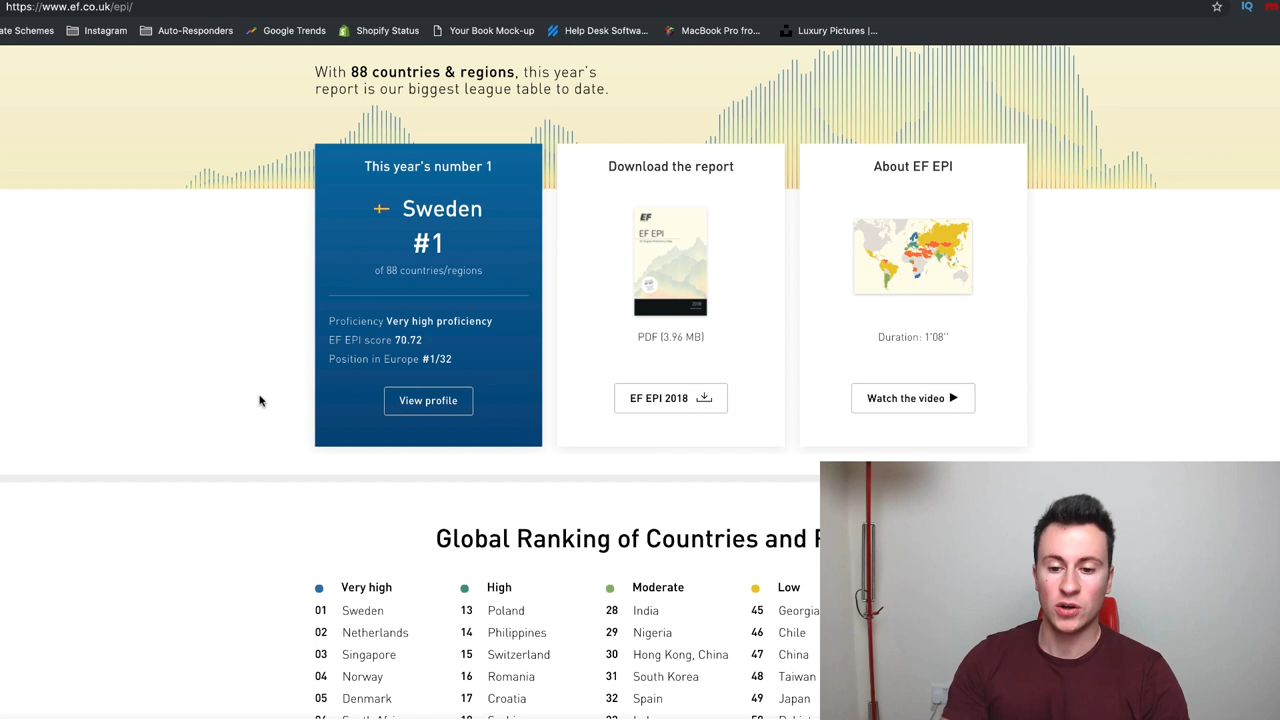 https://www.ef.co.uk/epi/
ate Schemes Instagram Auto-Responders Google Trends Shopify Status Your Book Mock-up Help Desk Softwa... MacBook Pro fro... Luxury Pictures |...
With 88 countries & regions, this year's
report is our biggest league table to date.
This year's number 1
Sweden
#1
of 88 countries/regions
Proficiency Very high proficiency
EF EPI score 70.72
Position in Europe #1/32
View profile
Download the report
EF
EF EPI
2018
PDF (3.96 MB)
EF EPI 2018
About EF EPI
Duration: 1'08''
Watch the video
Global Ranking of Countries and
Very high High Moderate Low
01 Sweden 13 Poland 28 India 45 Georgia
02 Netherlands 14 Philippines 29 Nigeria 46 Chile
03 Singapore 15 Switzerland 30 Hong Kong, China 47 China
04 Norway 16 Romania 31 South Korea 48 Taiwan
05 Denmark 17 Croatia 32 Spain 49 Japan